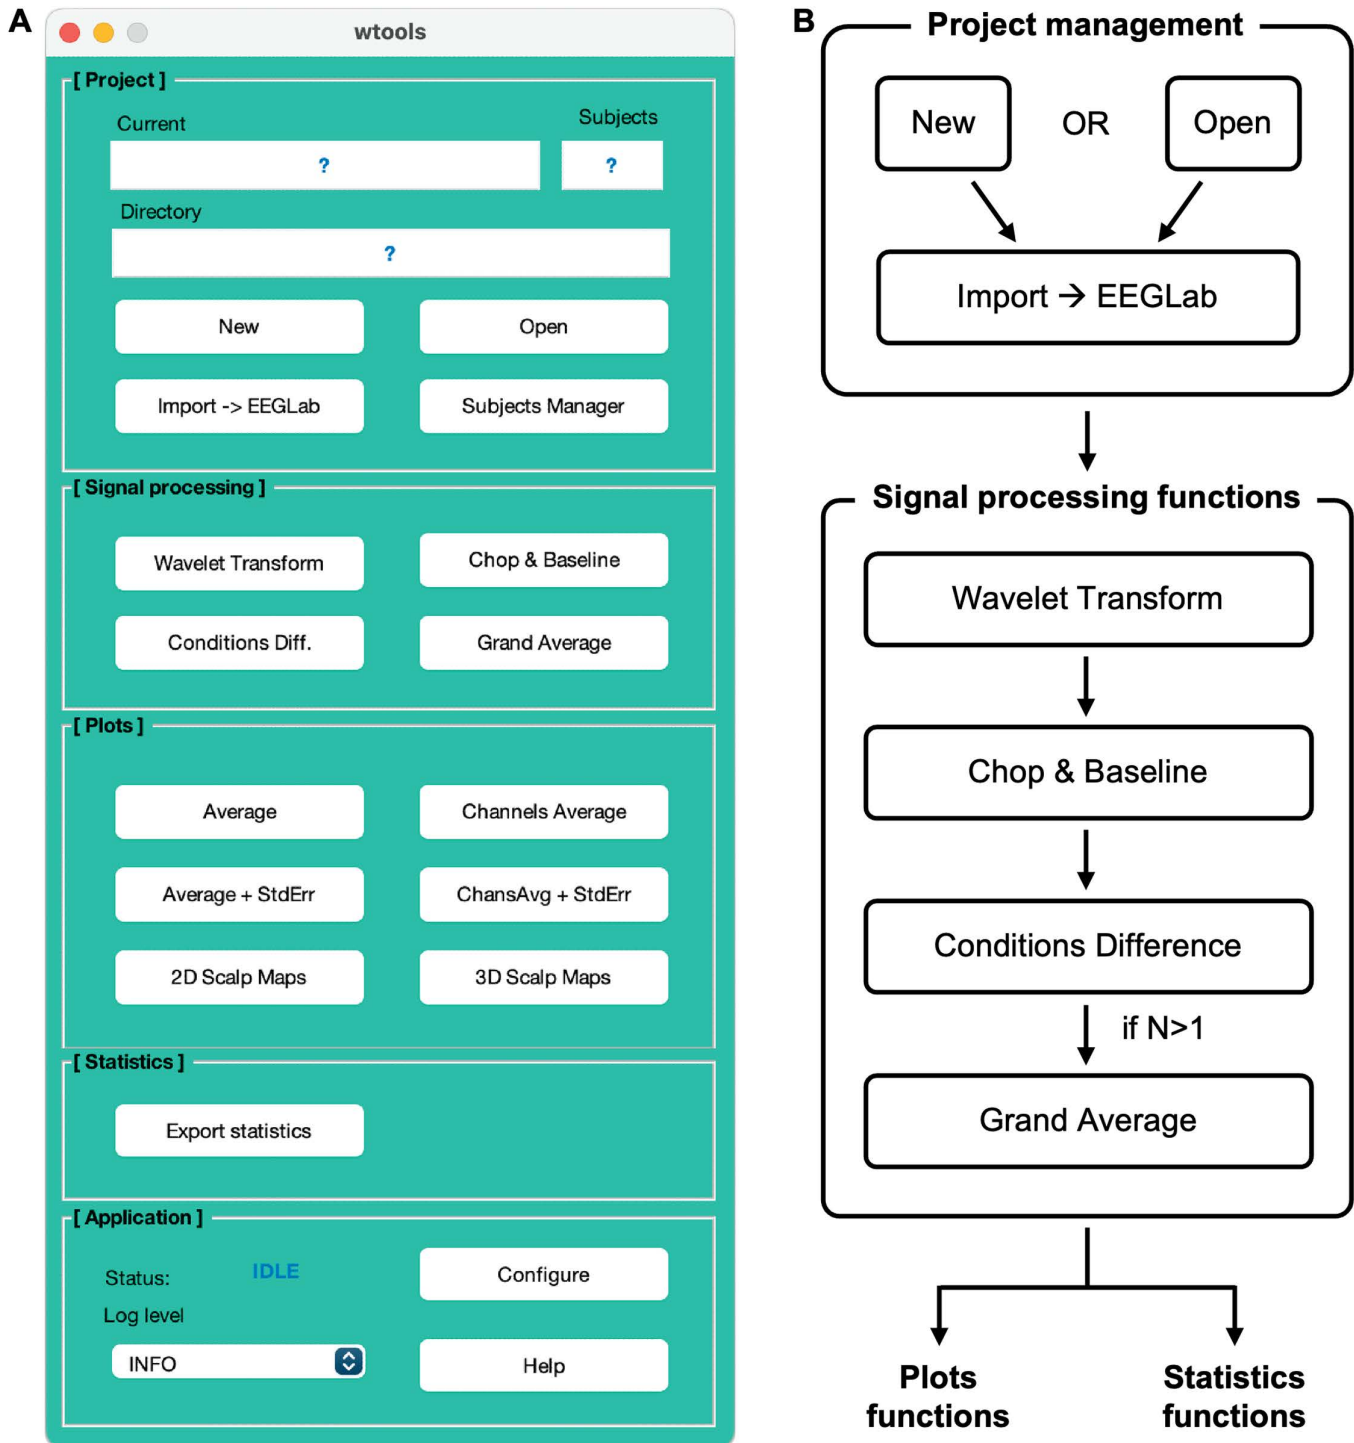 A
wtools
[ Project ]
Current
Subjects
?
?
Directory
?
New
Open
Import -> EEGLab
Subjects Manager
[ Signal processing ]
Wavelet Transform
Chop & Baseline
Conditions Diff.
Grand Average
[ Plots ]
Average
Channels Average
Average + StdErr
ChansAvg + StdErr
2D Scalp Maps
3D Scalp Maps
[ Statistics ]
Export statistics
[ Application ]
Status:
IDLE
Configure
Log level
INFO
Help
B
Project management
New
OR
Open
Import → EEGLab
Signal processing functions
Wavelet Transform
Chop & Baseline
Conditions Difference
if N>1
Grand Average
Plots
functions
Statistics
functions